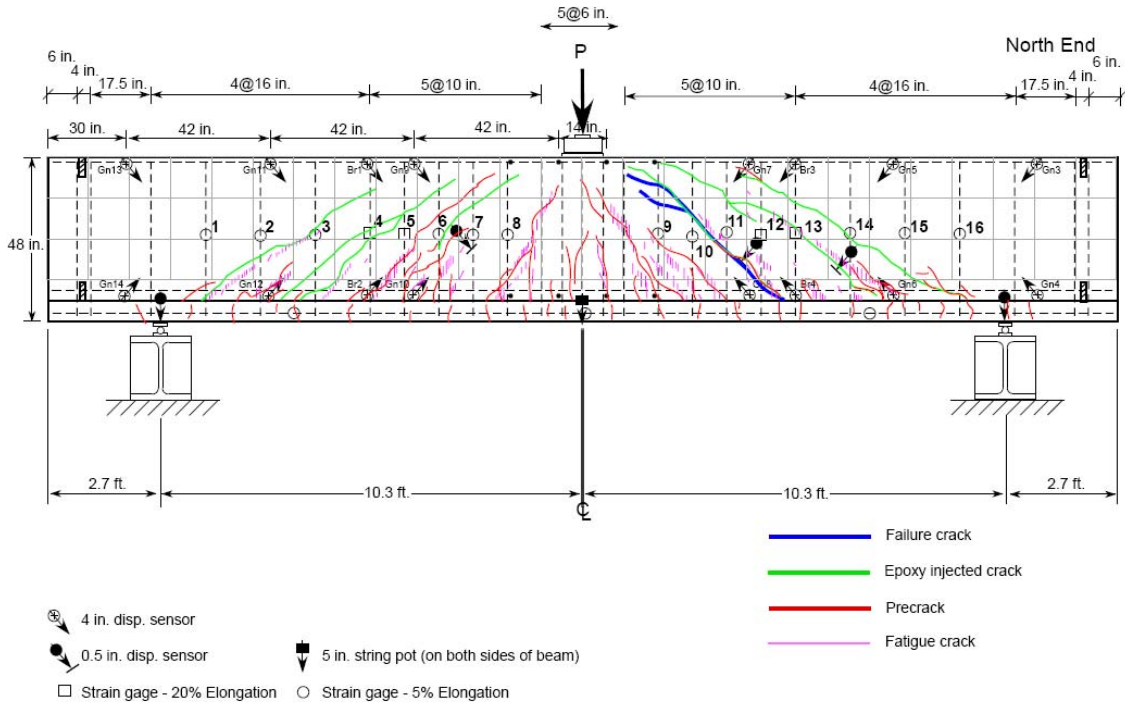 5@6 in.
P
North End
6 in.
4 in.
17.5 in.
4@16 in.
5@10 in.
5@10 in.
4@16 in.
17.5 in.
4 in.
6 in.
30 in.
42 in.
42 in.
42 in.
14 in.
Gn13
Gn11
Br1
Gn9
Gn7
Br3
Gn5
Gn3
48 in.
1
2
3
4
5
6
7
8
9
10
11
12
13
14
15
16
Gn14
Gn12
Br2
Gn10
Br4
Gn6
Gn4
2.7 ft.
10.3 ft.
10.3 ft.
2.7 ft.
CL
Failure crack
Epoxy injected crack
Precrack
Fatigue crack
4 in. disp. sensor
0.5 in. disp. sensor
5 in. string pot (on both sides of beam)
Strain gage - 20% Elongation
Strain gage - 5% Elongation